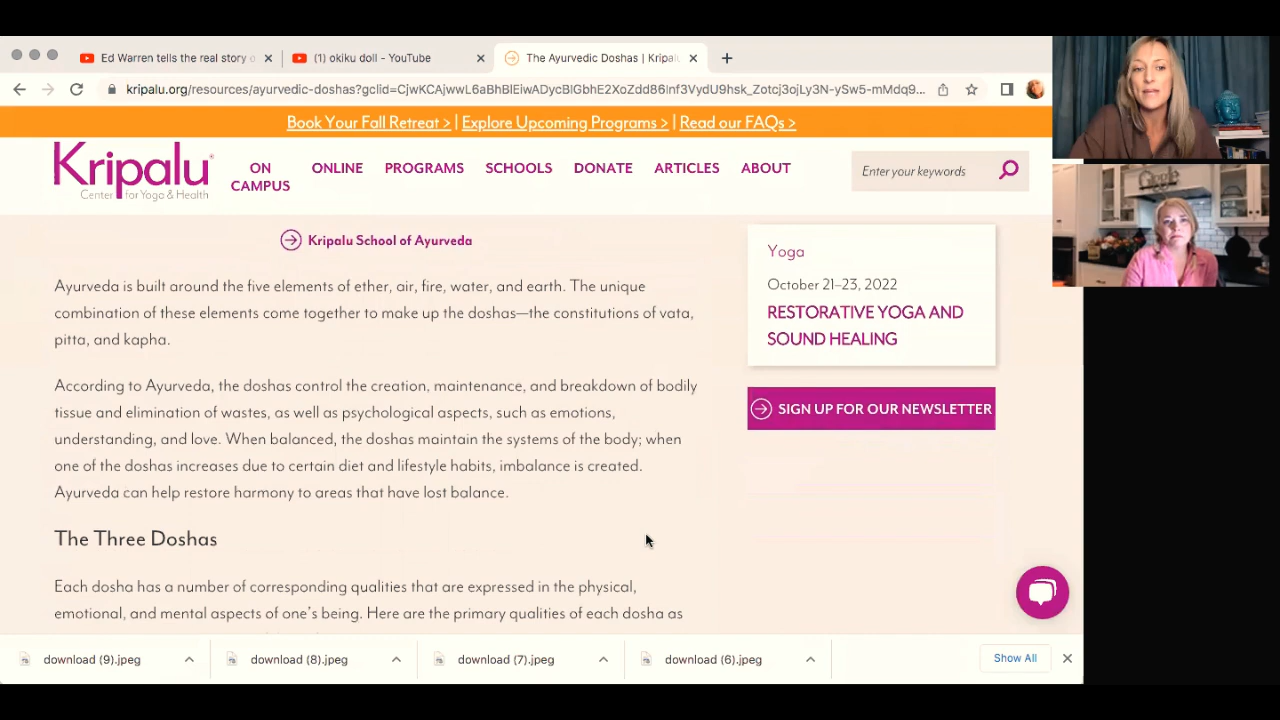 Ed Warren tells the real story o
(1) okiku doll - YouTube
The Ayurvedic Doshas | Kripalu
kripalu.org/resources/ayurvedic-doshas?gclid=CjwKCAjwwL6aBhBlEiwADycBIGbhE2XoZdd86Inf3VydU9hsk_Zotcj3ojLy3N-ySw5-mMdq9...
Book Your Fall Retreat > | Explore Upcoming Programs > | Read our FAQs >
Kripalu®
Center for Yoga & Health
ON CAMPUS
ONLINE
PROGRAMS
SCHOOLS
DONATE
ARTICLES
ABOUT
Enter your keywords
Kripalu School of Ayurveda
Ayurveda is built around the five elements of ether, air, fire, water, and earth. The unique
combination of these elements come together to make up the doshas—the constitutions of vata,
pitta, and kapha.
According to Ayurveda, the doshas control the creation, maintenance, and breakdown of bodily
tissue and elimination of wastes, as well as psychological aspects, such as emotions,
understanding, and love. When balanced, the doshas maintain the systems of the body; when
one of the doshas increases due to certain diet and lifestyle habits, imbalance is created.
Ayurveda can help restore harmony to areas that have lost balance.
The Three Doshas
Each dosha has a number of corresponding qualities that are expressed in the physical,
emotional, and mental aspects of one's being. Here are the primary qualities of each dosha as
Yoga
October 21–23, 2022
RESTORATIVE YOGA AND
SOUND HEALING
SIGN UP FOR OUR NEWSLETTER
download (9).jpeg
download (8).jpeg
download (7).jpeg
download (6).jpeg
Show All